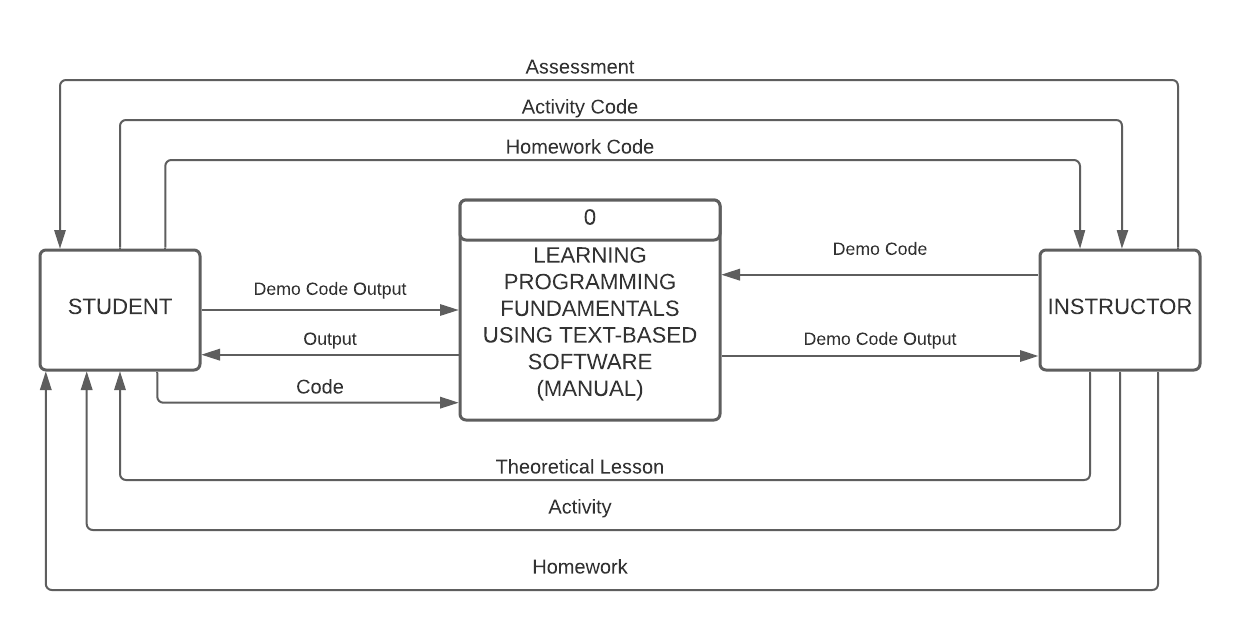 Assessment
Activity Code
Homework Code
0
LEARNING
PROGRAMMING
FUNDAMENTALS
USING TEXT-BASED
SOFTWARE
(MANUAL)
STUDENT
Demo Code Output
Output
Code
Demo Code
Demo Code Output
INSTRUCTOR
Theoretical Lesson
Activity
Homework